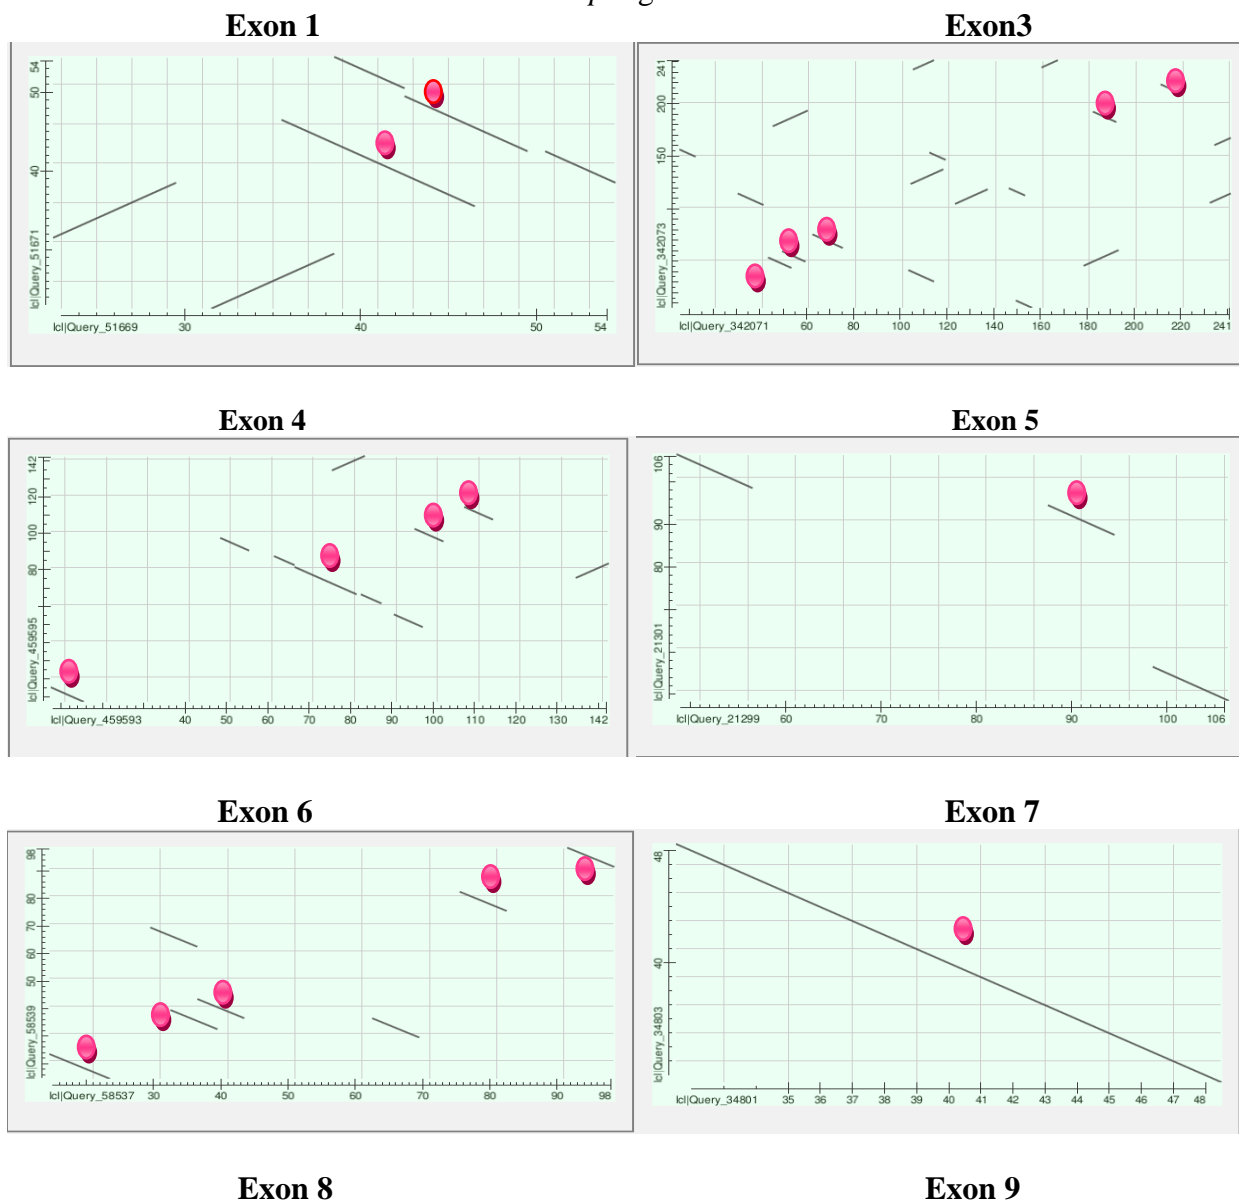 Exon 1 Exon3
54
50
40
lcl|Query_51671
lcl|Query_51669 30 40 50 54
241
200
150
lcl|Query_342073
lcl|Query_342071 60 80 100 120 140 160 180 200 220 241
Exon 4 Exon 5
142
120
100
80
lcl|Query_459595
lcl|Query_459593 40 50 60 70 80 90 100 110 120 130 142
106
90
80
lcl|Query_21301
lcl|Query_21299 60 70 80 90 100 106
Exon 6 Exon 7
98
80
70
60
50
lcl|Query_58539
lcl|Query_58537 30 40 50 60 70 80 90 98
48
40
lcl|Query_34803
lcl|Query_34801 35 36 37 38 39 40 41 42 43 44 45 46 47 48
Exon 8 Exon 9